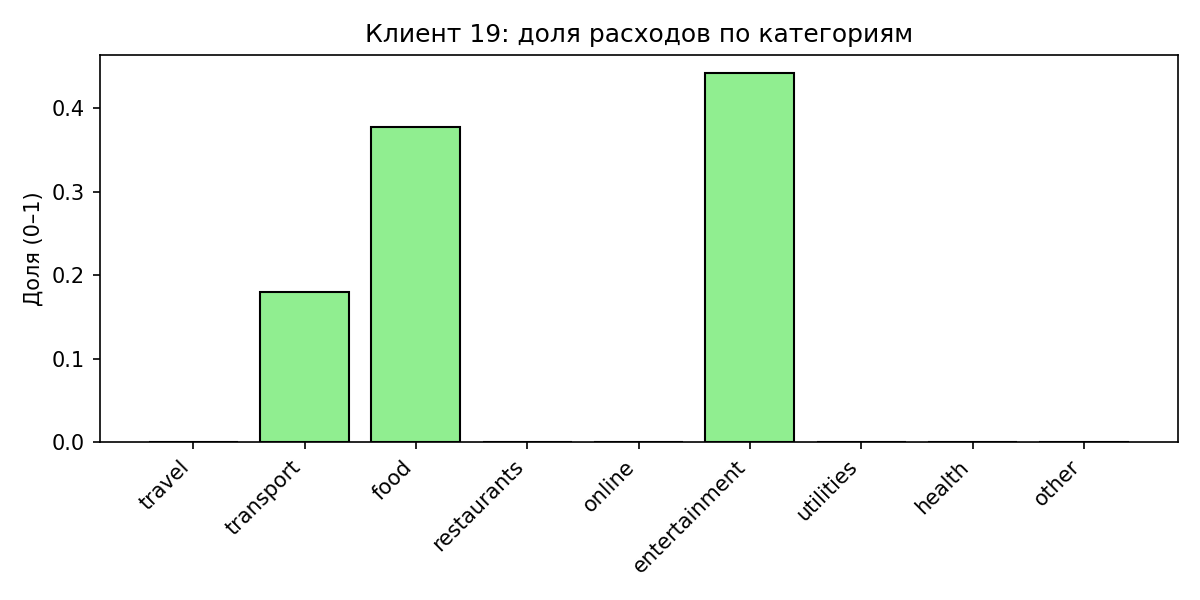 Клиент 19: доля расходов по категориям
Доля (0–1)
0.4
0.3
0.2
0.1
0.0
travel
transport
food
restaurants
online
entertainment
utilities
health
other